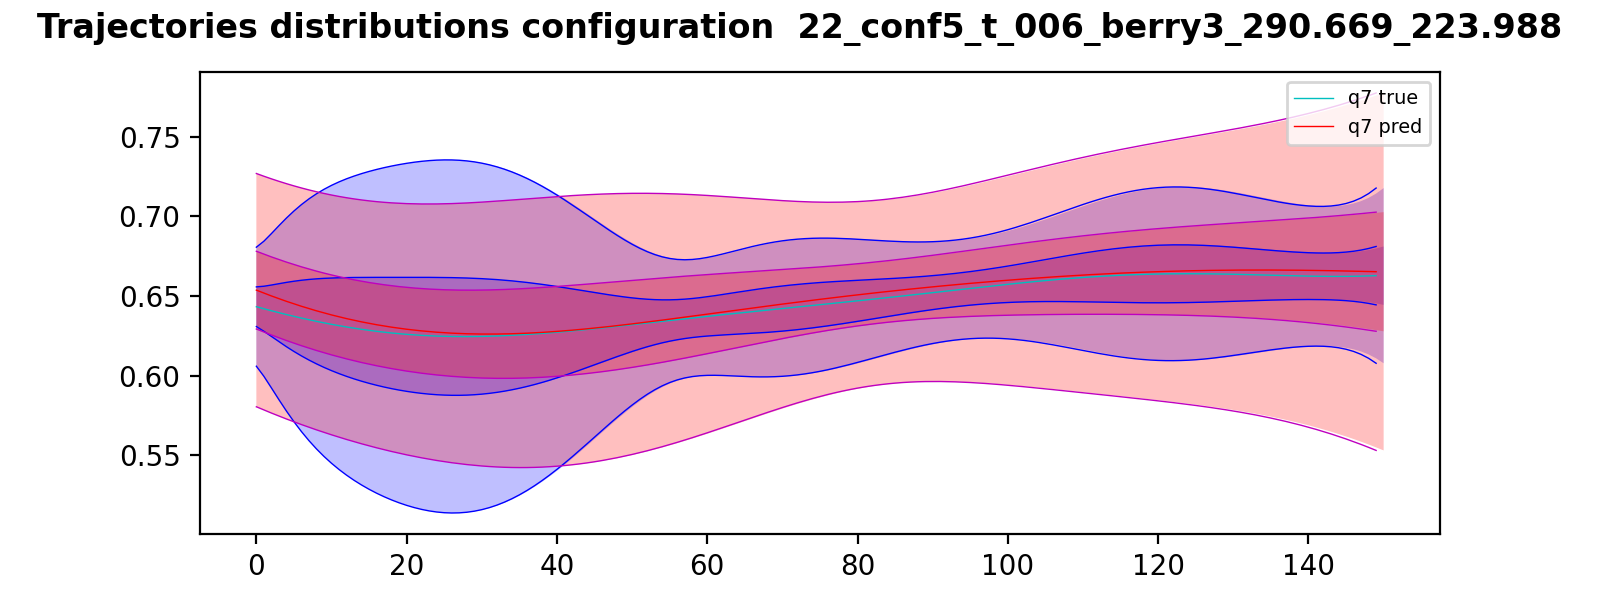 Trajectories distributions configuration  22_conf5_t_006_berry3_290.669_223.988
q7 true
q7 pred
0.75
0.70
0.65
0.60
0.55
0 20 40 60 80 100 120 140